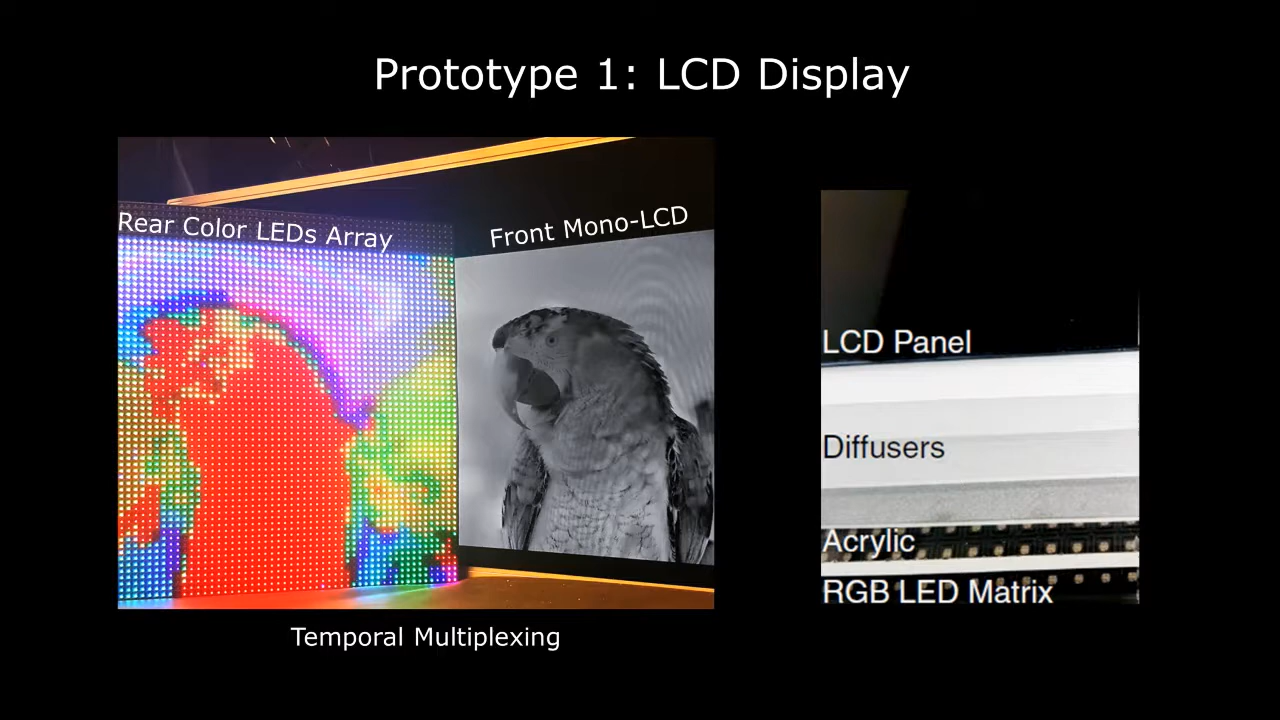 Prototype 1: LCD Display
Rear Color LEDs Array
Front Mono-LCD
LCD Panel
Diffusers
Acrylic
RGB LED Matrix
Temporal Multiplexing